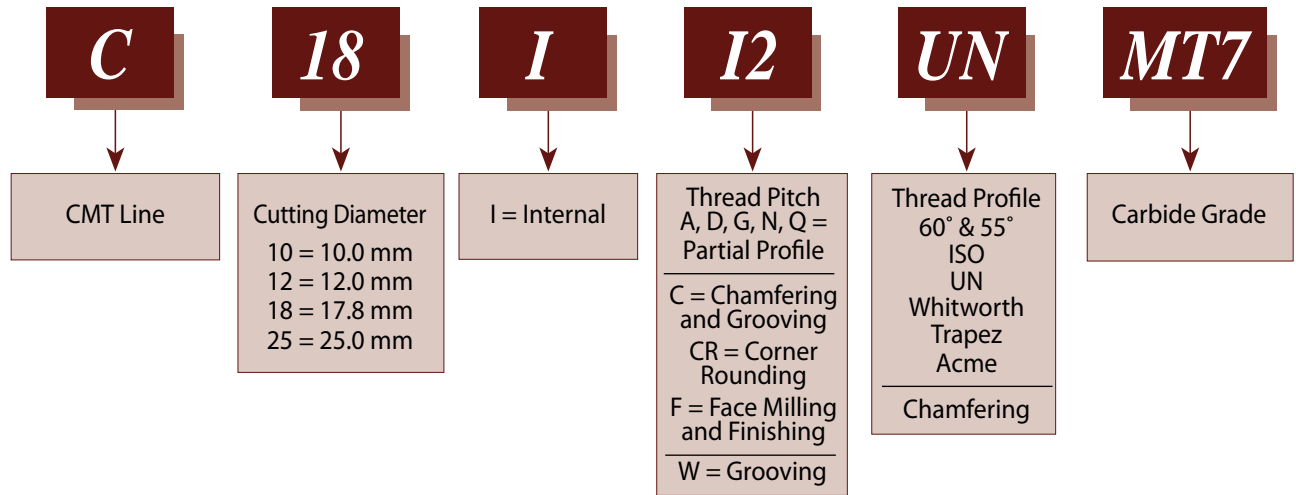 C
18
I
I2
UN
MT7
CMT Line
Cutting Diameter
10 = 10.0 mm
12 = 12.0 mm
18 = 17.8 mm
25 = 25.0 mm
I = Internal
Thread Pitch
A, D, G, N, Q =
Partial Profile
C = Chamfering
and Grooving
CR = Corner
Rounding
F = Face Milling
and Finishing
W = Grooving
Thread Profile
60˚ & 55˚
ISO
UN
Whitworth
Trapez
Acme
Chamfering
Carbide Grade